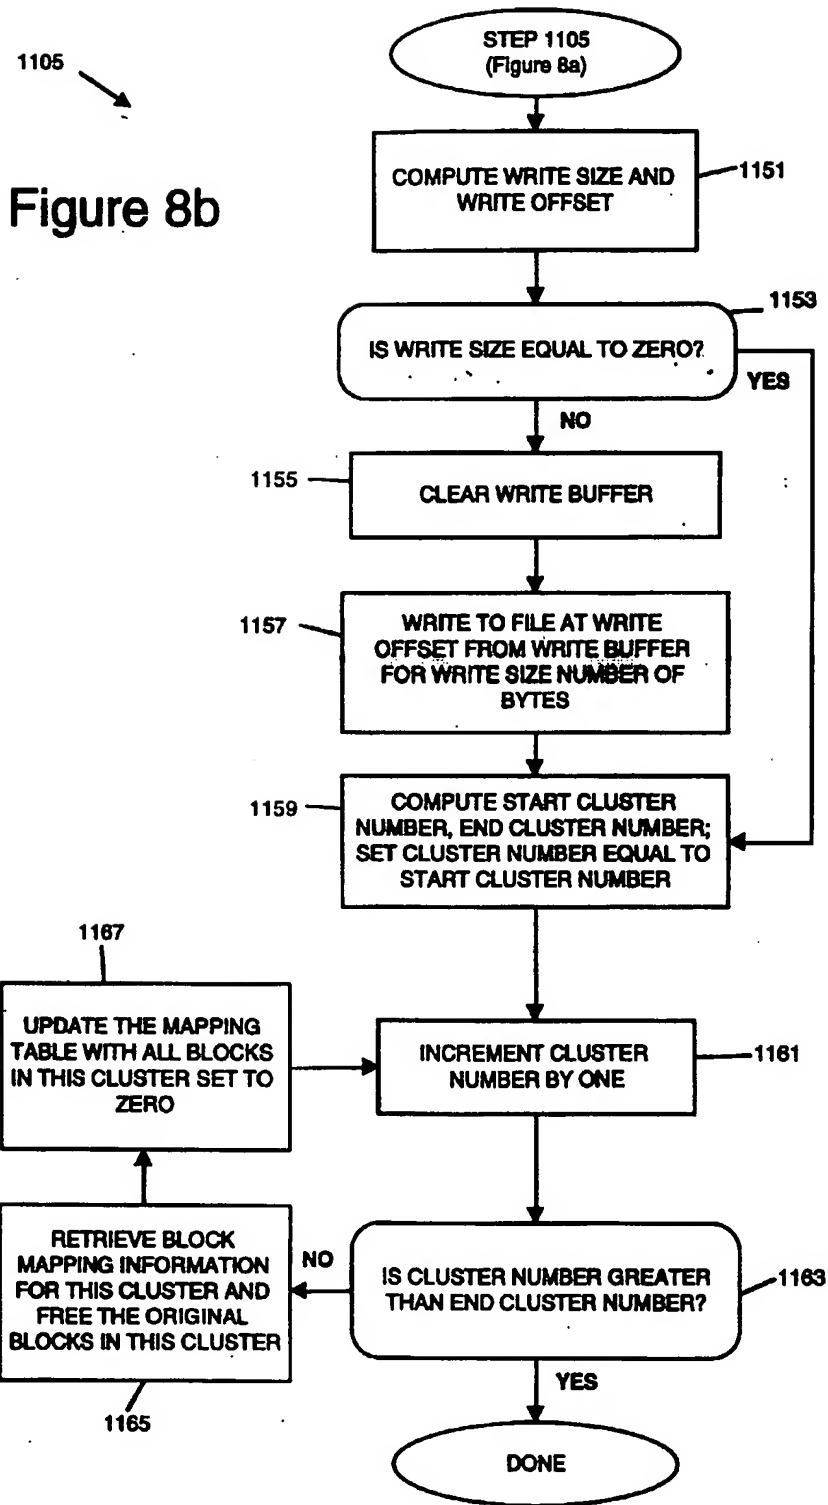 STEP 1105
(Figure 8a)
1105
Figure 8b
COMPUTE WRITE SIZE AND
WRITE OFFSET
1151
1153
IS WRITE SIZE EQUAL TO ZERO?
YES
NO
1155
CLEAR WRITE BUFFER
1157
WRITE TO FILE AT WRITE
OFFSET FROM WRITE BUFFER
FOR WRITE SIZE NUMBER OF
BYTES
1159
COMPUTE START CLUSTER
NUMBER, END CLUSTER NUMBER;
SET CLUSTER NUMBER EQUAL TO
START CLUSTER NUMBER
1167
UPDATE THE MAPPING
TABLE WITH ALL BLOCKS
IN THIS CLUSTER SET TO
ZERO
INCREMENT CLUSTER
NUMBER BY ONE
1161
RETRIEVE BLOCK
MAPPING INFORMATION
FOR THIS CLUSTER AND
FREE THE ORIGINAL
BLOCKS IN THIS CLUSTER
NO
IS CLUSTER NUMBER GREATER
THAN END CLUSTER NUMBER?
1163
YES
1165
DONE